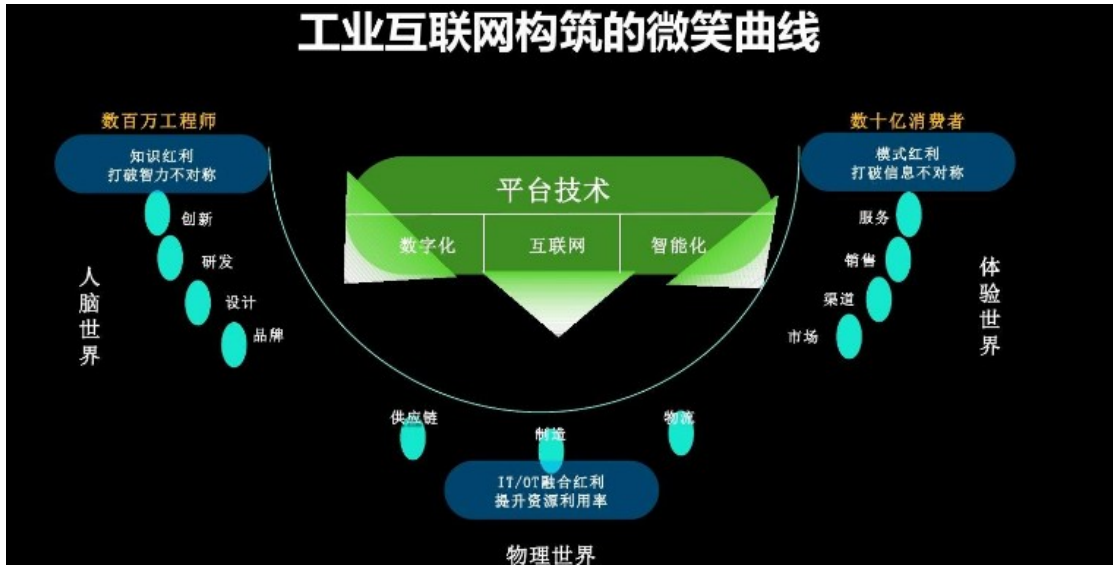 工业互联网构筑的微笑曲线
数百万工程师
知识红利
打破智力不对称
创新
研发
设计
品牌
人脑世界
平台技术
数字化
互联网
智能化
数十亿消费者
模式红利
打破信息不对称
服务
销售
渠道
市场
体验世界
供应链
制造
物流
IT/OT融合红利
提升资源利用率
物理世界